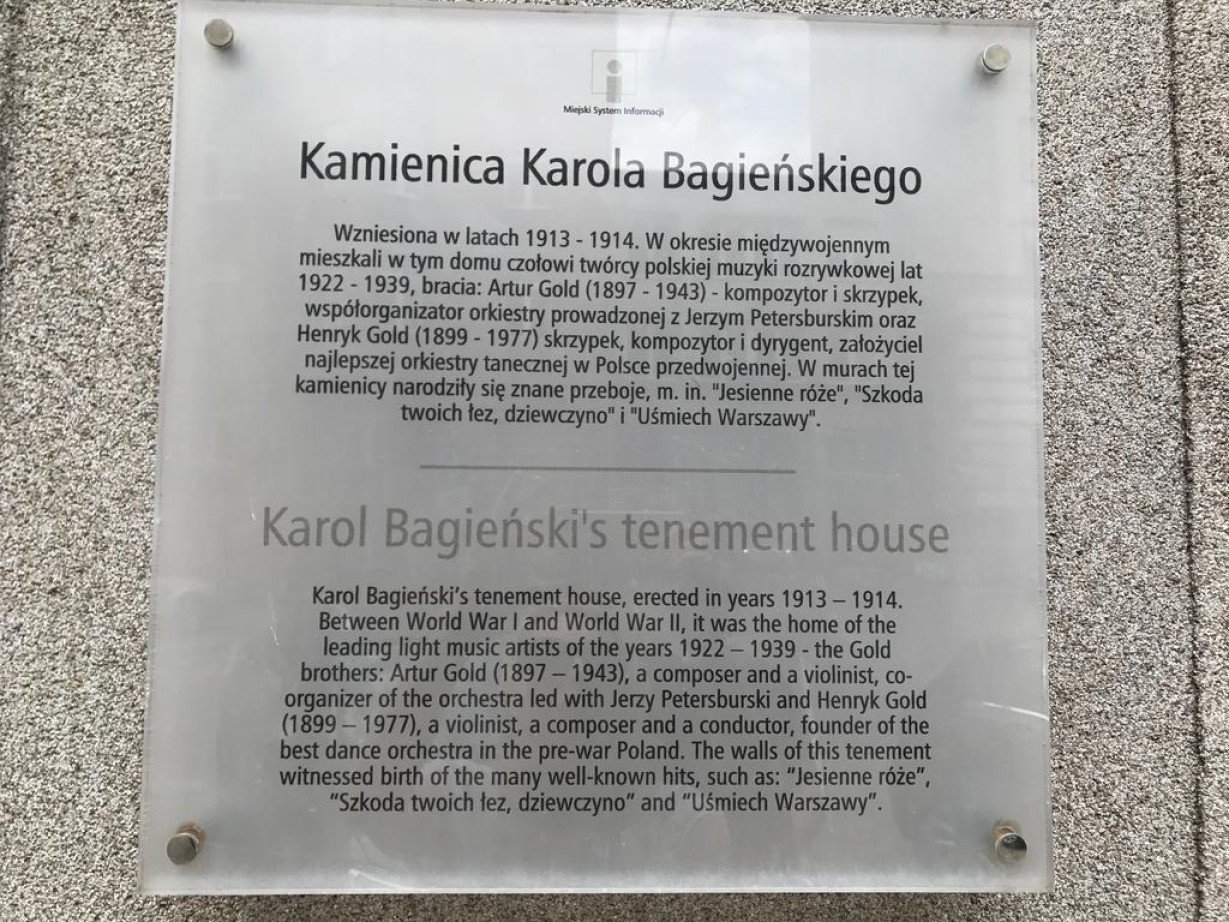 i
Miejski System Informacji
Kamienica Karola Bagieńskiego
Wzniesiona w latach 1913 - 1914. W okresie międzywojennym
mieszkali w tym domu czołowi twórcy polskiej muzyki rozrywkowej lat
1922 - 1939, bracia: Artur Gold (1897 - 1943) - kompozytor i skrzypek,
współorganizator orkiestry prowadzonej z Jerzym Petersburskim oraz
Henryk Gold (1899 - 1977) skrzypek, kompozytor i dyrygent, założyciel
najlepszej orkiestry tanecznej w Polsce przedwojennej. W murach tej
kamienicy narodziły się znane przeboje, m. in. "Jesienne róże", "Szkoda
twoich łez, dziewczyno" i "Uśmiech Warszawy".
Karol Bagieński's tenement house
Karol Bagieński’s tenement house, erected in years 1913 – 1914.
Between World War I and World War II, it was the home of the
leading light music artists of the years 1922 – 1939 - the Gold
brothers: Artur Gold (1897 – 1943), a composer and a violinist, co-
organizer of the orchestra led with Jerzy Petersburski and Henryk Gold
(1899 – 1977), a violinist, a composer and a conductor, founder of the
best dance orchestra in the pre-war Poland. The walls of this tenement
witnessed birth of the many well-known hits, such as: “Jesienne róże”,
“Szkoda twoich łez, dziewczyno” and “Uśmiech Warszawy”.